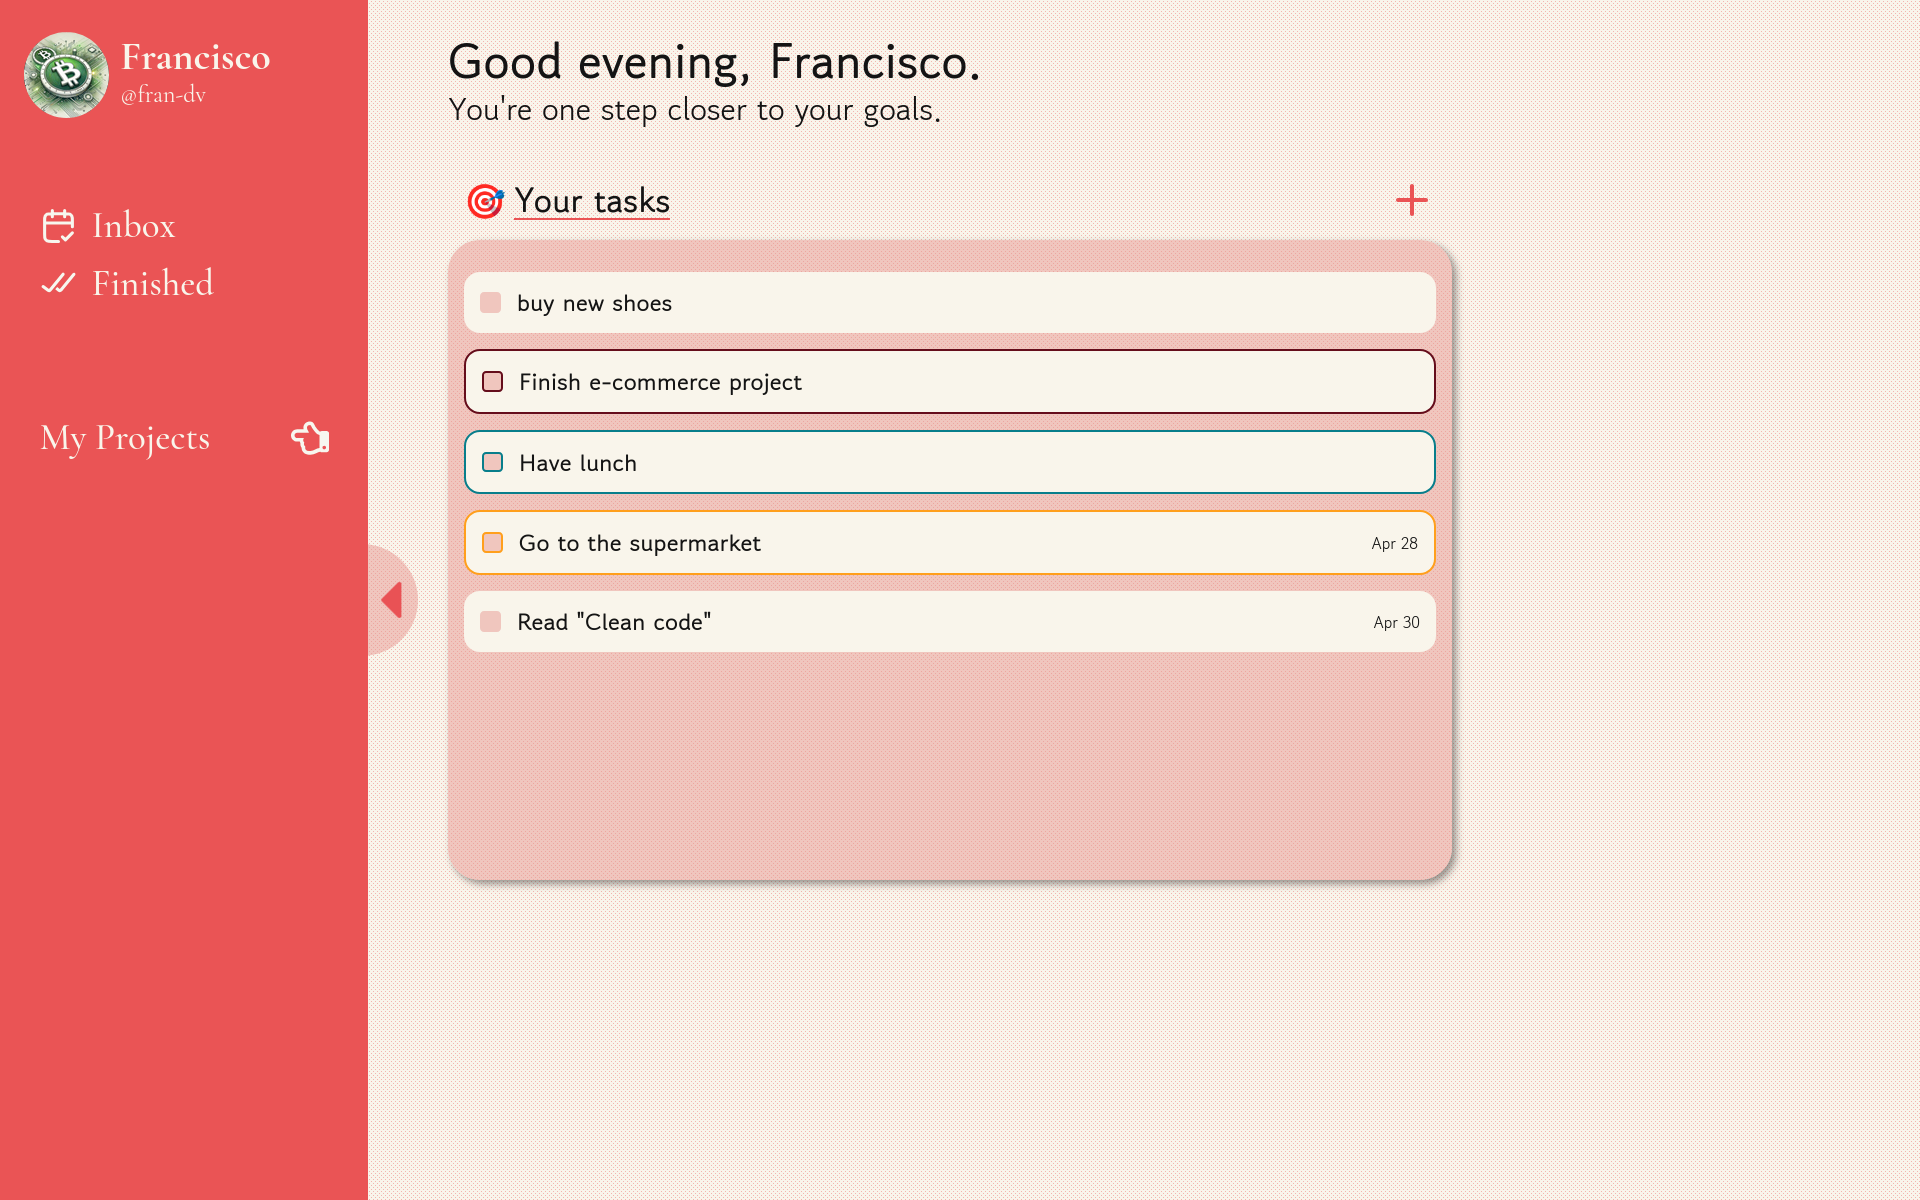 Francisco
@fran-dv
Inbox
Finished
My Projects
Good evening, Francisco.
You're one step closer to your goals.
Your tasks
buy new shoes
Finish e-commerce project
Have lunch
Go to the supermarket Apr 28
Read "Clean code" Apr 30